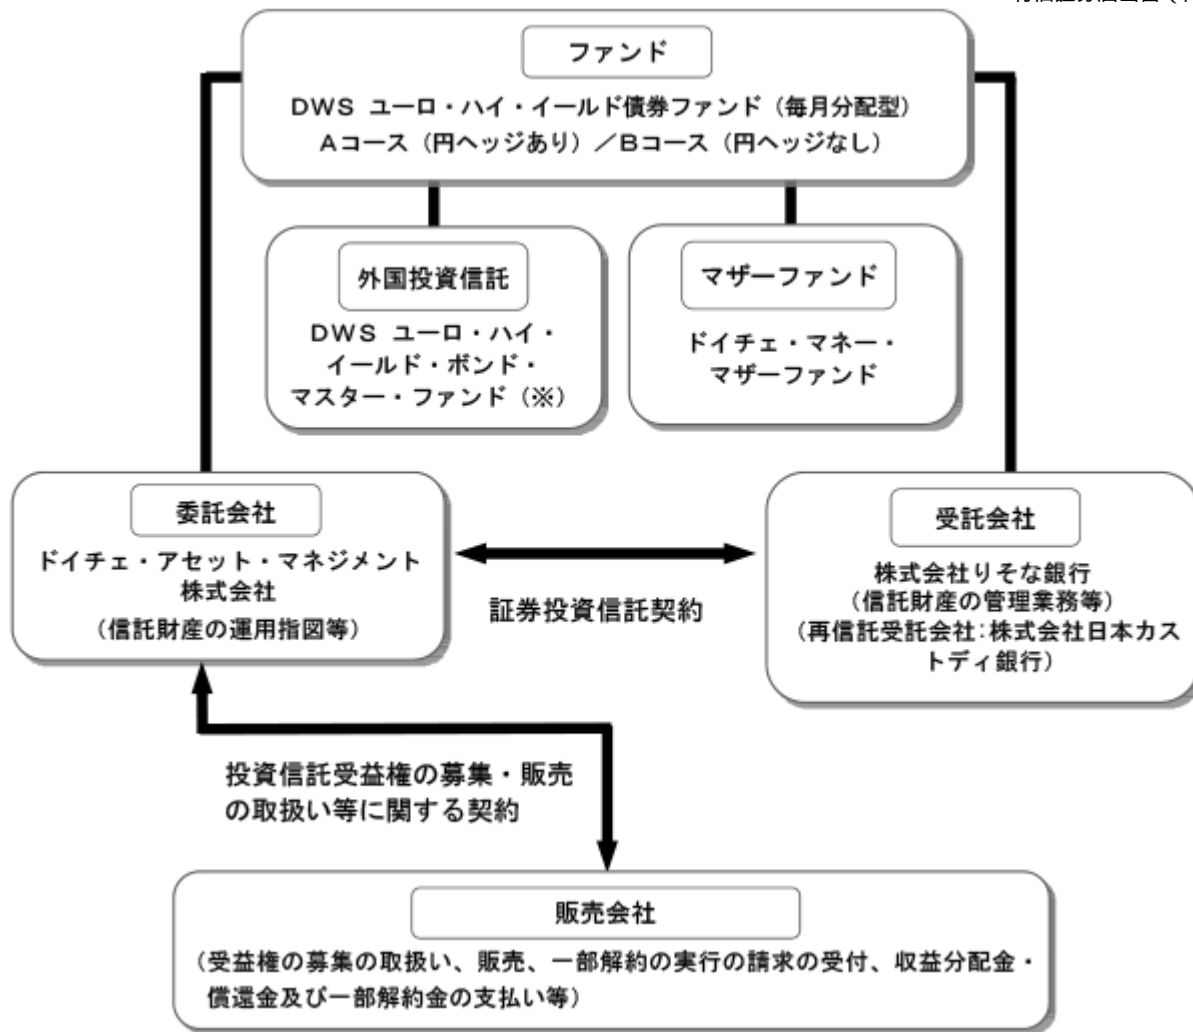 ファンド
DWS ユーロ・ハイ・イールド債券ファンド（毎月分配型）
Aコース（円ヘッジあり）／Bコース（円ヘッジなし）
外国投資信託
DWS ユーロ・ハイ・
イールド・ボンド・
マスター・ファンド（※）
マザーファンド
ドイチェ・マネー・
マザーファンド
委託会社
ドイチェ・アセット・マネジメント
株式会社
（信託財産の運用指図等）
証券投資信託契約
受託会社
株式会社りそな銀行
（信託財産の管理業務等）
（再信託受託会社：株式会社日本カス
トディ銀行）
投資信託受益権の募集・販売
の取扱い等に関する契約
販売会社
（受益権の募集の取扱い、販売、一部解約の実行の請求の受付、収益分配金・
償還金及び一部解約金の支払い等）